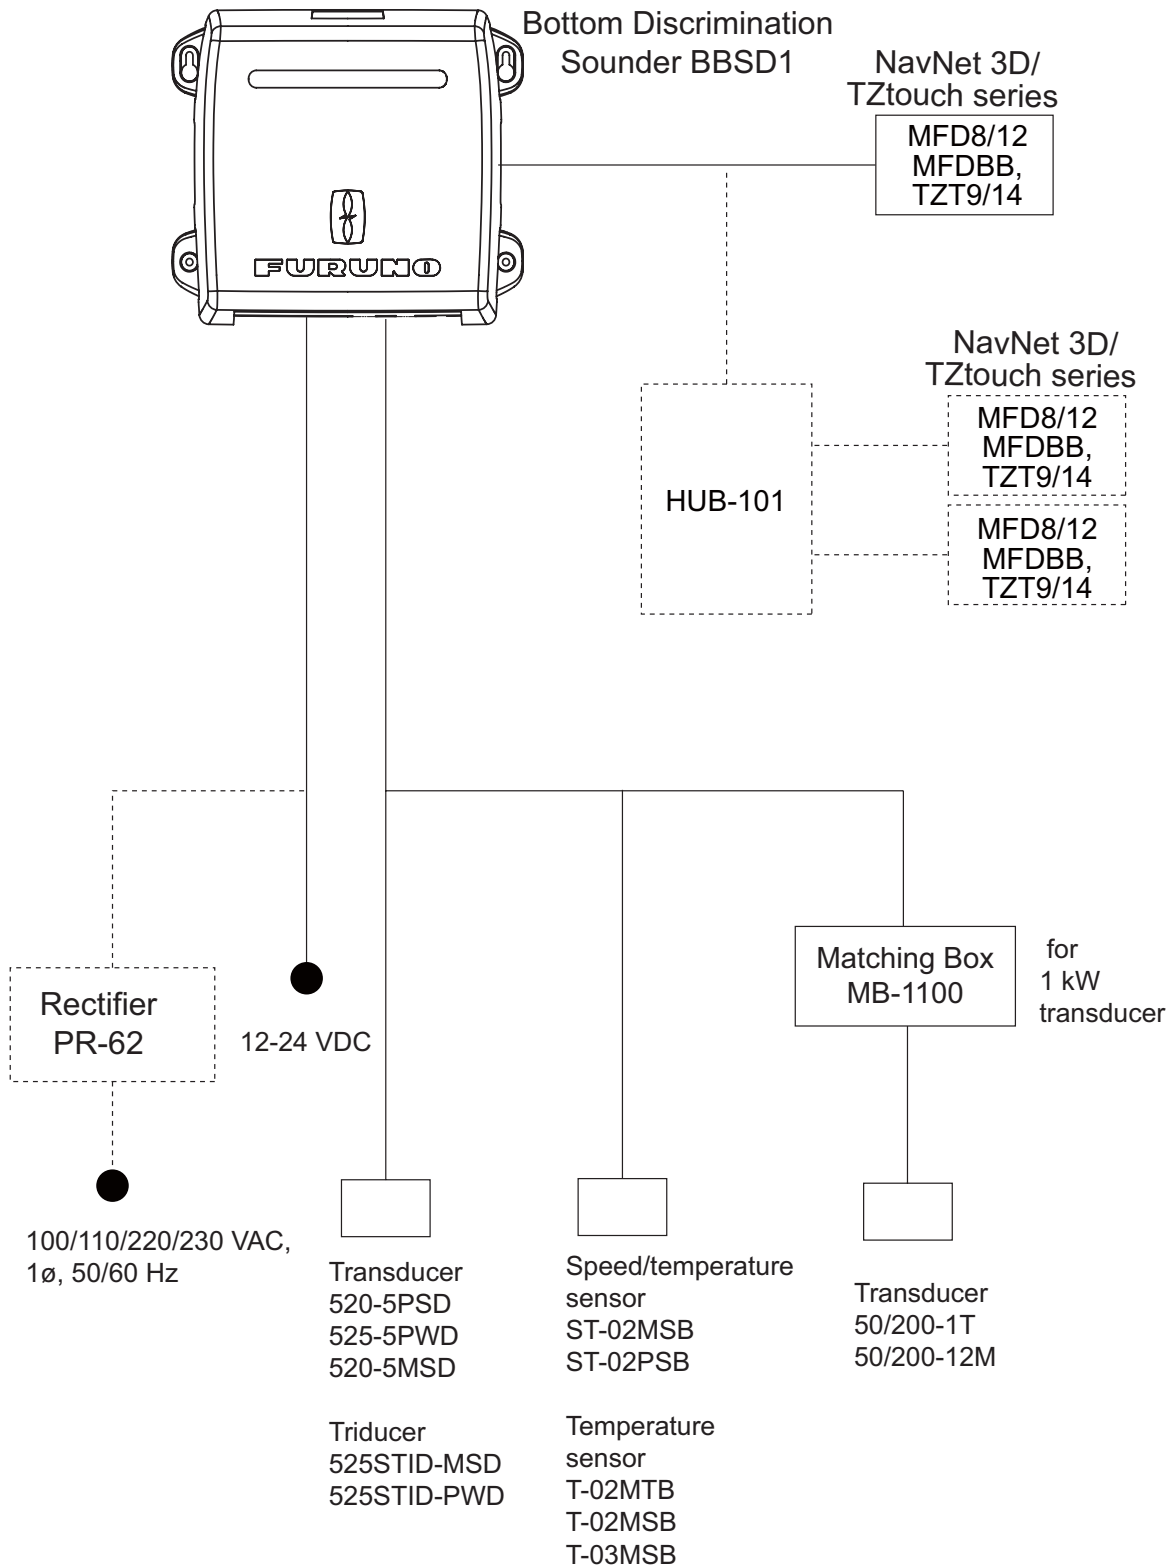 Bottom Discrimination
Sounder BBSD1
NavNet 3D/
TZtouch series
MFD8/12
MFDBB,
TZT9/14
FURUNO
NavNet 3D/
TZtouch series
MFD8/12
MFDBB,
TZT9/14
HUB-101
MFD8/12
MFDBB,
TZT9/14
Rectifier
PR-62
12-24 VDC
Matching Box
MB-1100
for
1 kW
transducer
100/110/220/230 VAC,
1ø, 50/60 Hz
Transducer
520-5PSD
525-5PWD
520-5MSD
Triducer
525STID-MSD
525STID-PWD
Speed/temperature
sensor
ST-02MSB
ST-02PSB
Temperature
sensor
T-02MTB
T-02MSB
T-03MSB
Transducer
50/200-1T
50/200-12M